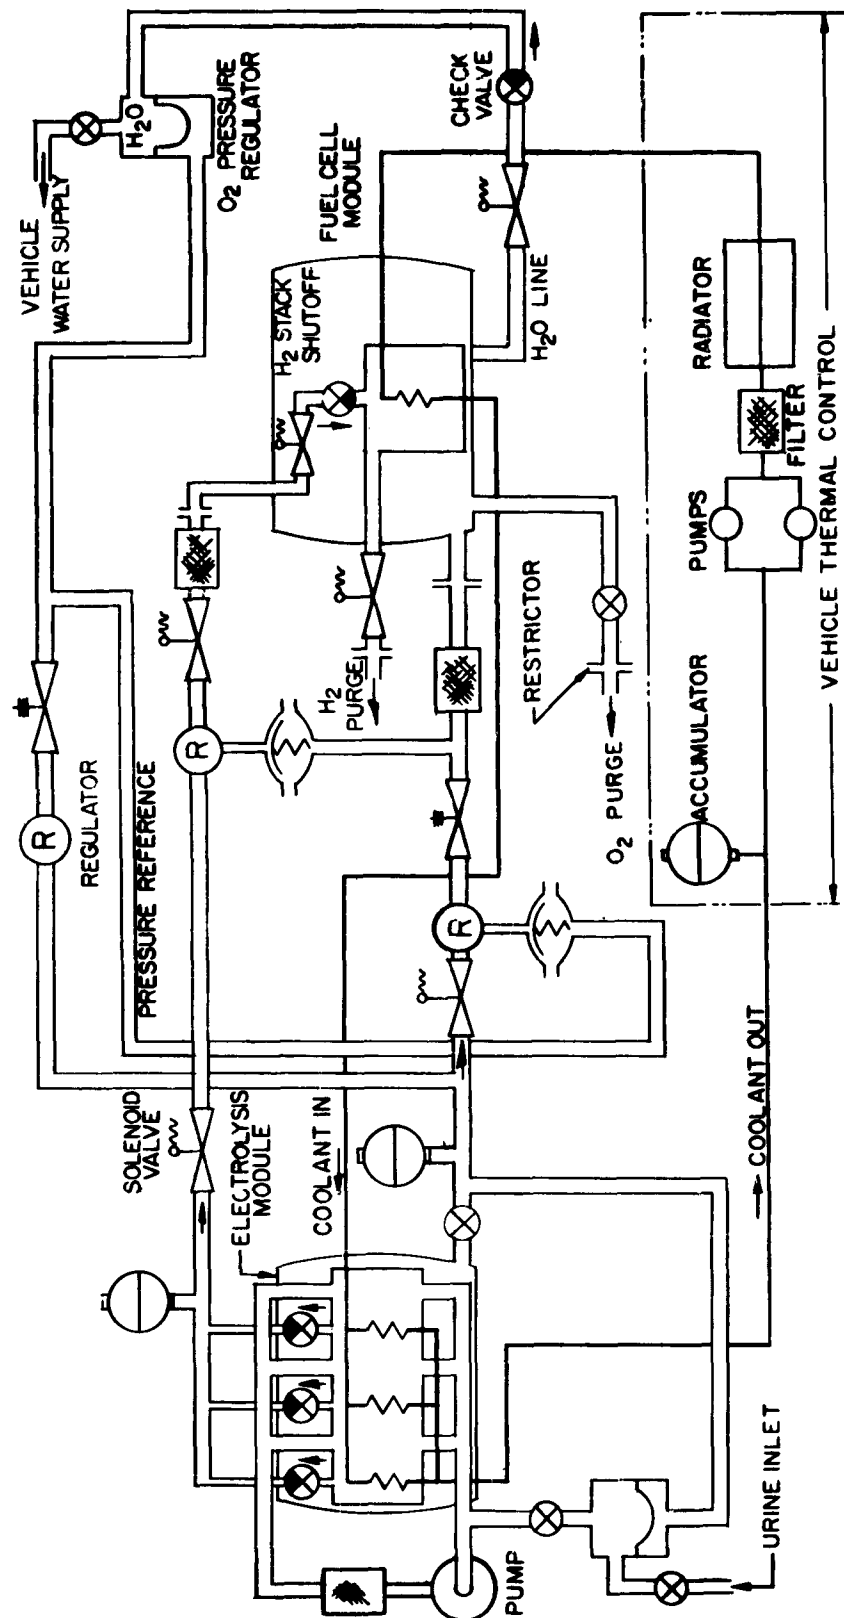 VEHICLE
WATER SUPPLY
H2O
O2 PRESSURE
REGULATOR
FUEL CELL
MODULE
CHECK
VALVE
H2 STACK
SHUTOFF
H2O LINE
RADIATOR
FILTER
PUMPS
VEHICLE THERMAL CONTROL
H2
PURGE
RESTRICTOR
O2 PURGE
ACCUMULATOR
R
REGULATOR
PRESSURE REFERENCE
R
R
SOLENOID
VALVE
ELECTROLYSIS
MODULE
COOLANT IN
COOLANT OUT
PUMP
URINE INLET